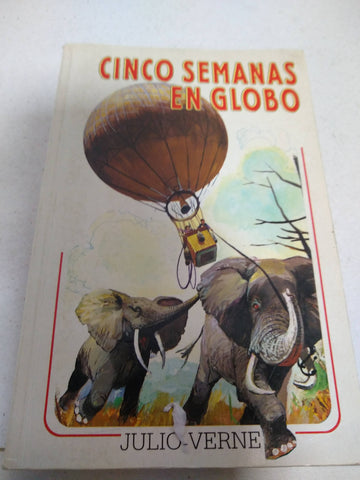 CINCO SEMANAS
EN GLOBO
JULIO VERNE